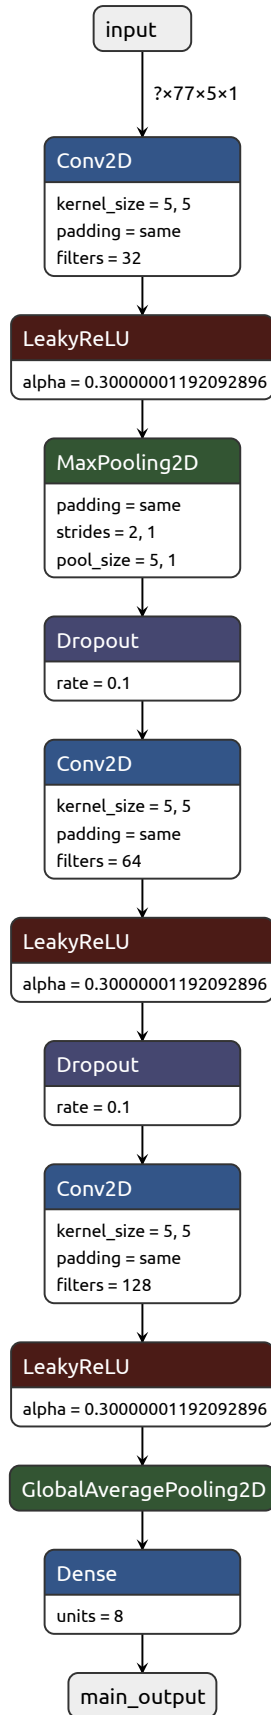 input
?×77×5×1
Conv2D
kernel_size = 5, 5
padding = same
filters = 32
LeakyReLU
alpha = 0.30000001192092896
MaxPooling2D
padding = same
strides = 2, 1
pool_size = 5, 1
Dropout
rate = 0.1
Conv2D
kernel_size = 5, 5
padding = same
filters = 64
LeakyReLU
alpha = 0.30000001192092896
Dropout
rate = 0.1
Conv2D
kernel_size = 5, 5
padding = same
filters = 128
LeakyReLU
alpha = 0.30000001192092896
GlobalAveragePooling2D
Dense
units = 8
main_output